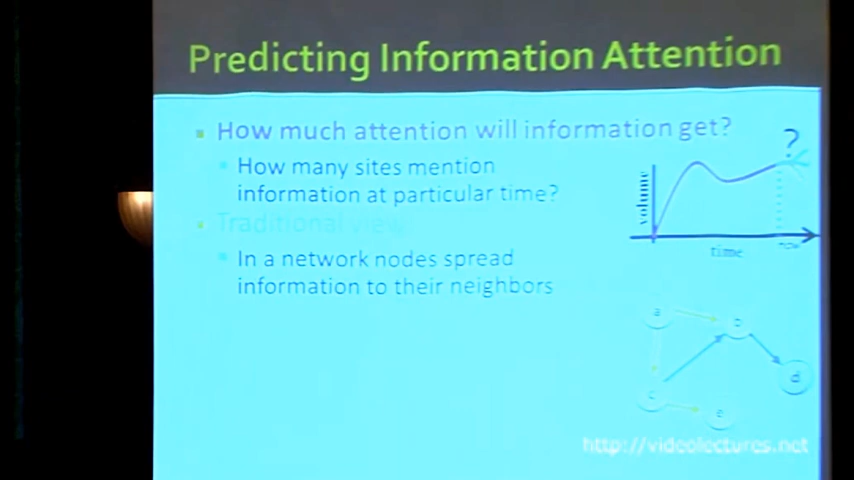 Predicting Information Attention
How much attention will information get?
How many sites mention
information at particular time?
Traditional view
In a network nodes spread
information to their neighbors
?
volume
time
now
a
b
c
d
e
http://videolectures.net